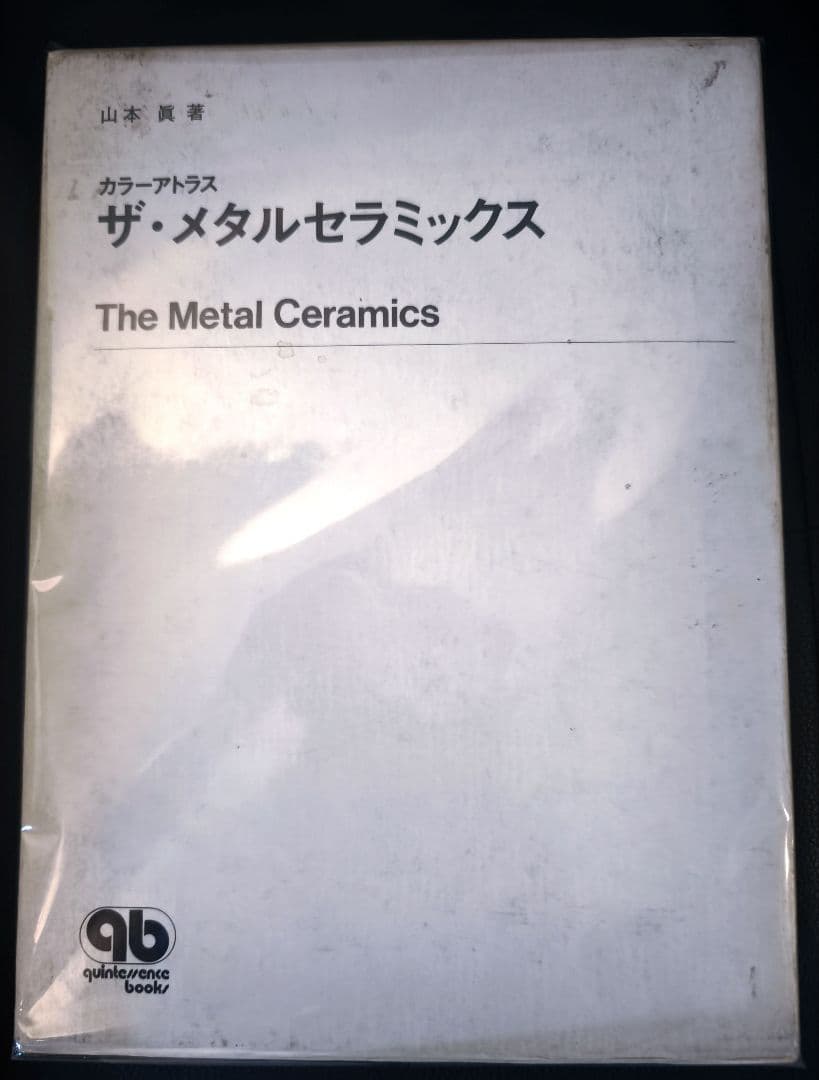 山本 眞 著
カラーアトラス
ザ・メタルセラミックス
The Metal Ceramics
qb
quintessence
books